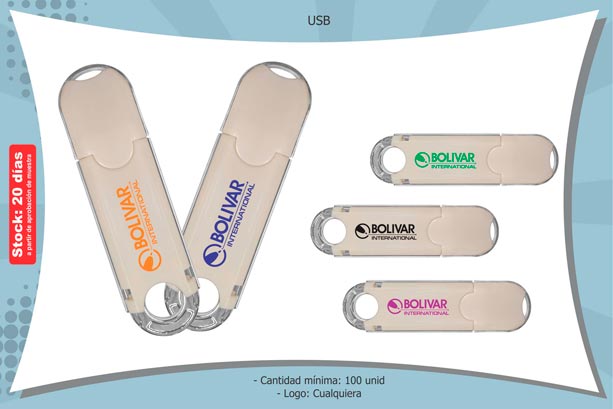 USB
Stock: 20 días
a partir de aprobación de muestra
BOLIVAR
INTERNATIONAL
BOLIVAR
INTERNATIONAL
BOLIVAR
INTERNATIONAL
BOLIVAR
INTERNATIONAL
BOLIVAR
INTERNATIONAL
- Cantidad mínima: 100 unid
- Logo: Cualquiera